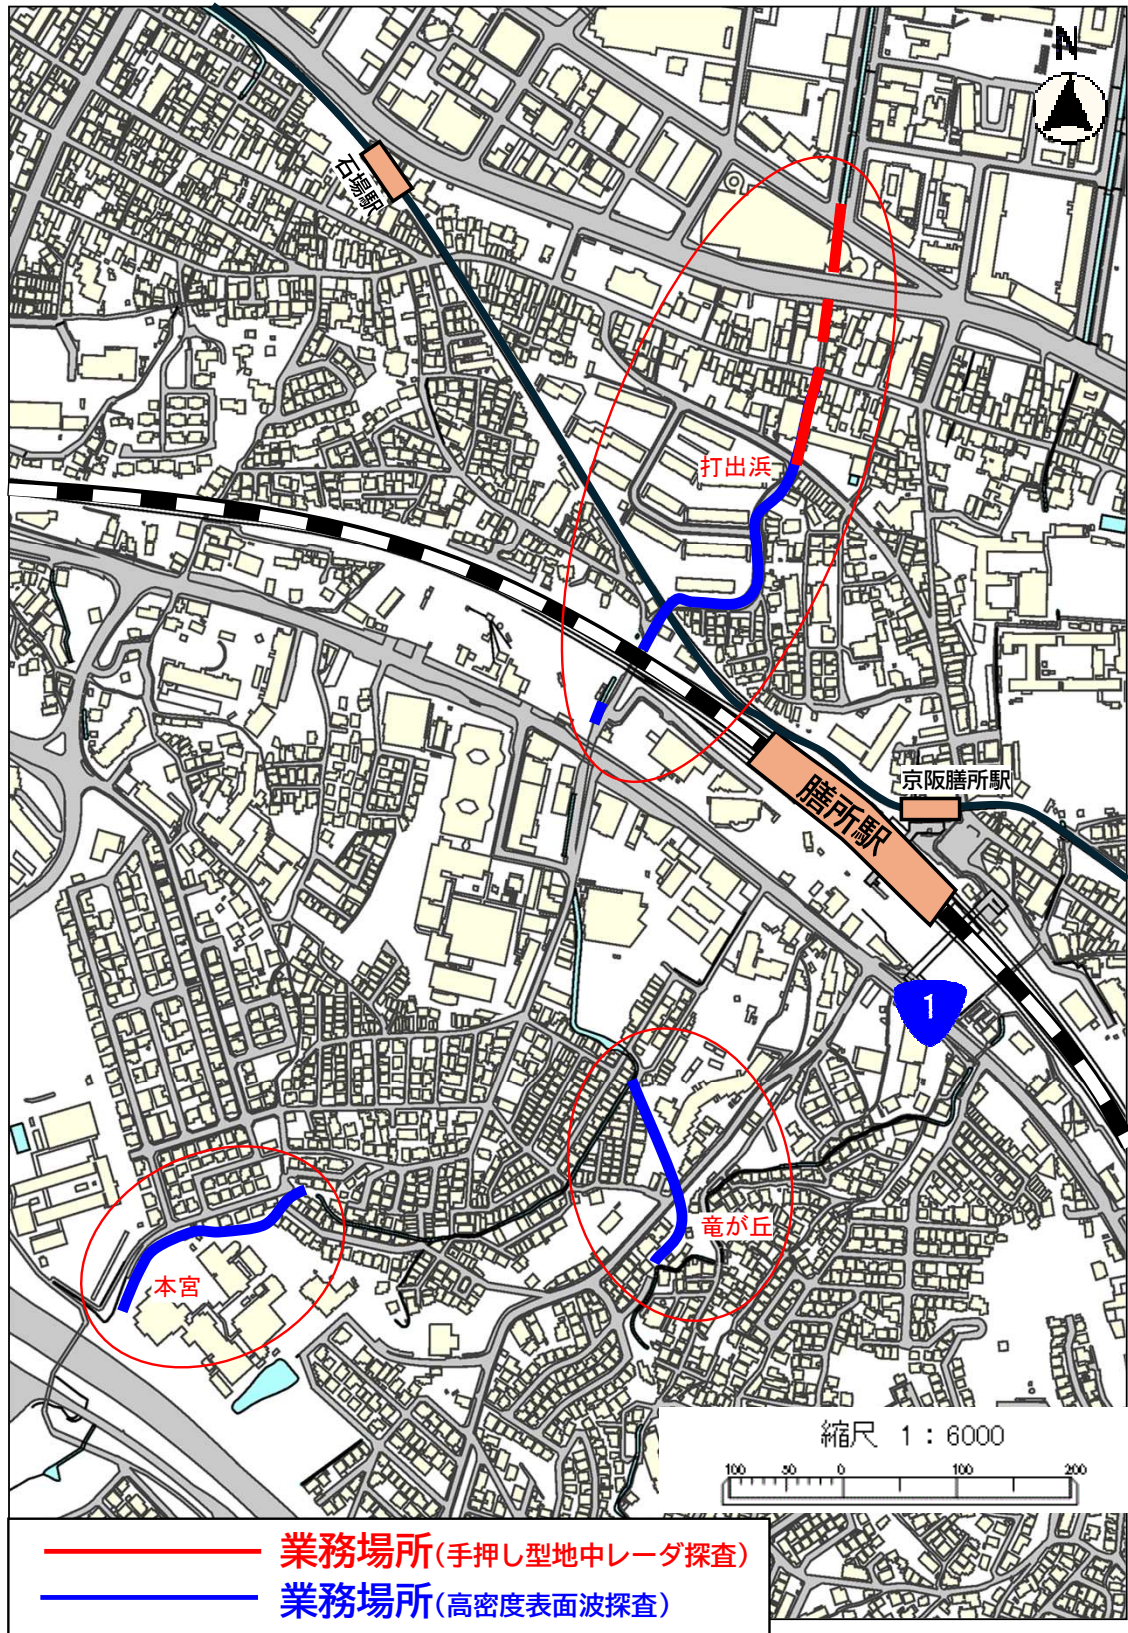 N
石場駅
打出浜
京阪膳所駅
膳所駅
1
竜が丘
本宮
縮尺 1：6000
100 50 0 100 200
業務場所(手押し型地中レーダ探査)
業務場所(高密度表面波探査)